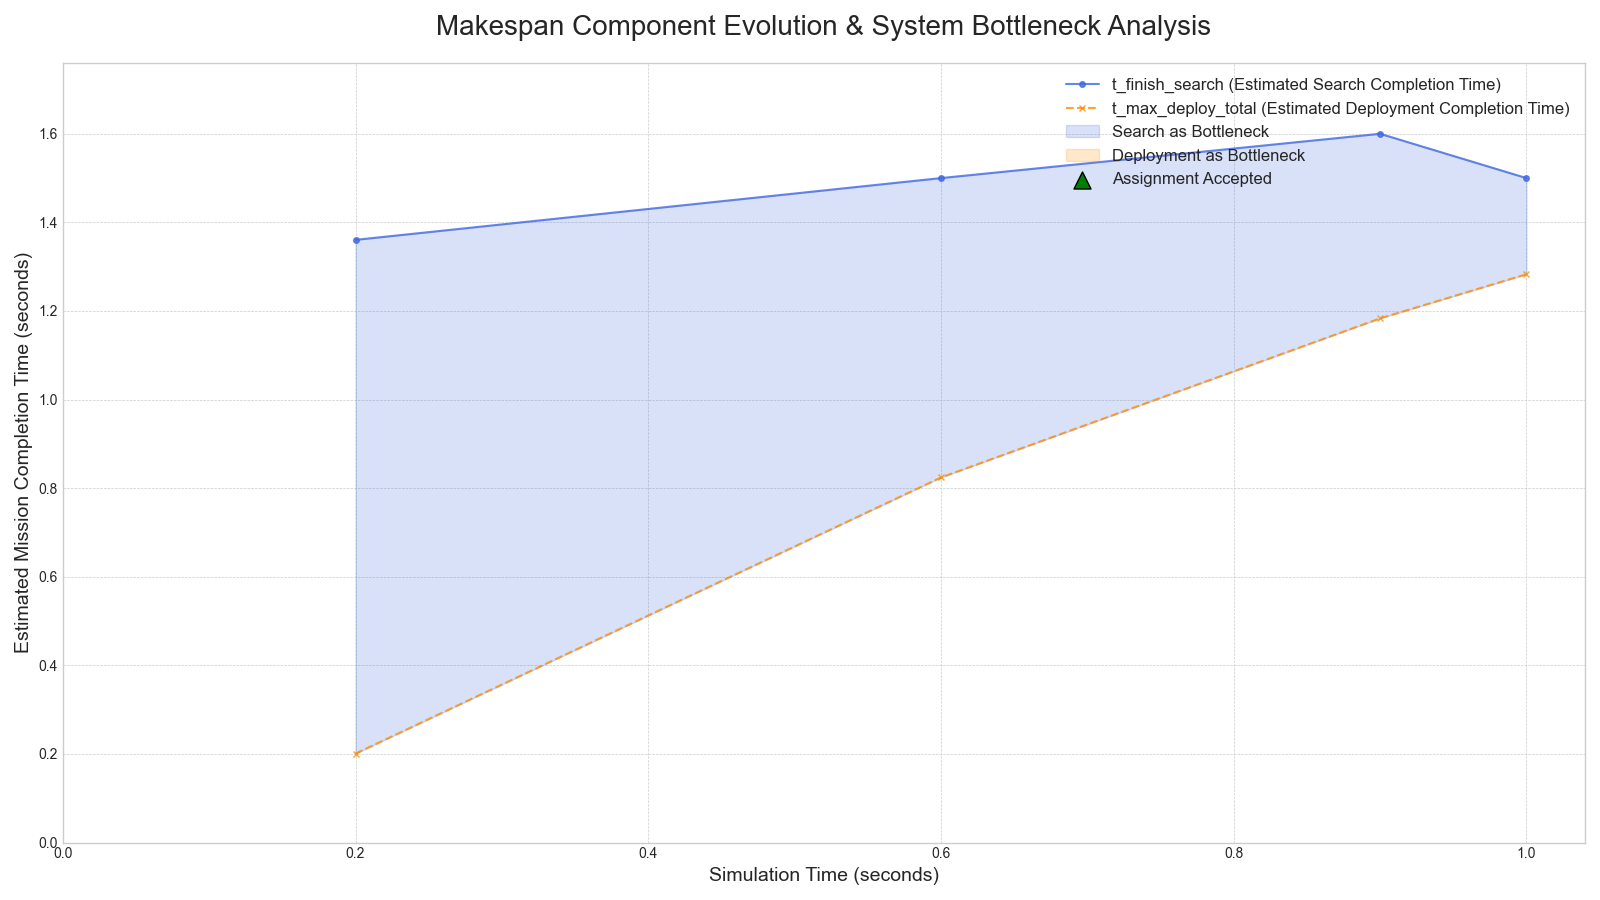 Makespan Component Evolution & System Bottleneck Analysis
t_finish_search (Estimated Search Completion Time)
t_max_deploy_total (Estimated Deployment Completion Time)
Search as Bottleneck
Deployment as Bottleneck
Assignment Accepted
Estimated Mission Completion Time (seconds)
1.6
1.4
1.2
1.0
0.8
0.6
0.4
0.2
0.0
0.0 0.2 0.4 0.6 0.8 1.0
Simulation Time (seconds)